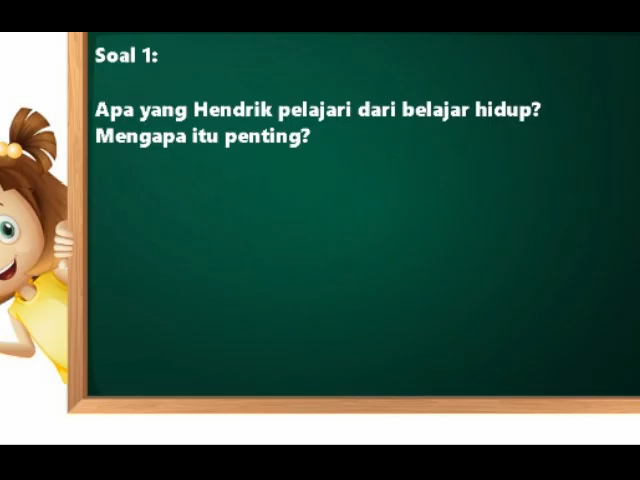 Soal 1:
Apa yang Hendrik pelajari dari belajar hidup?
Mengapa itu penting?